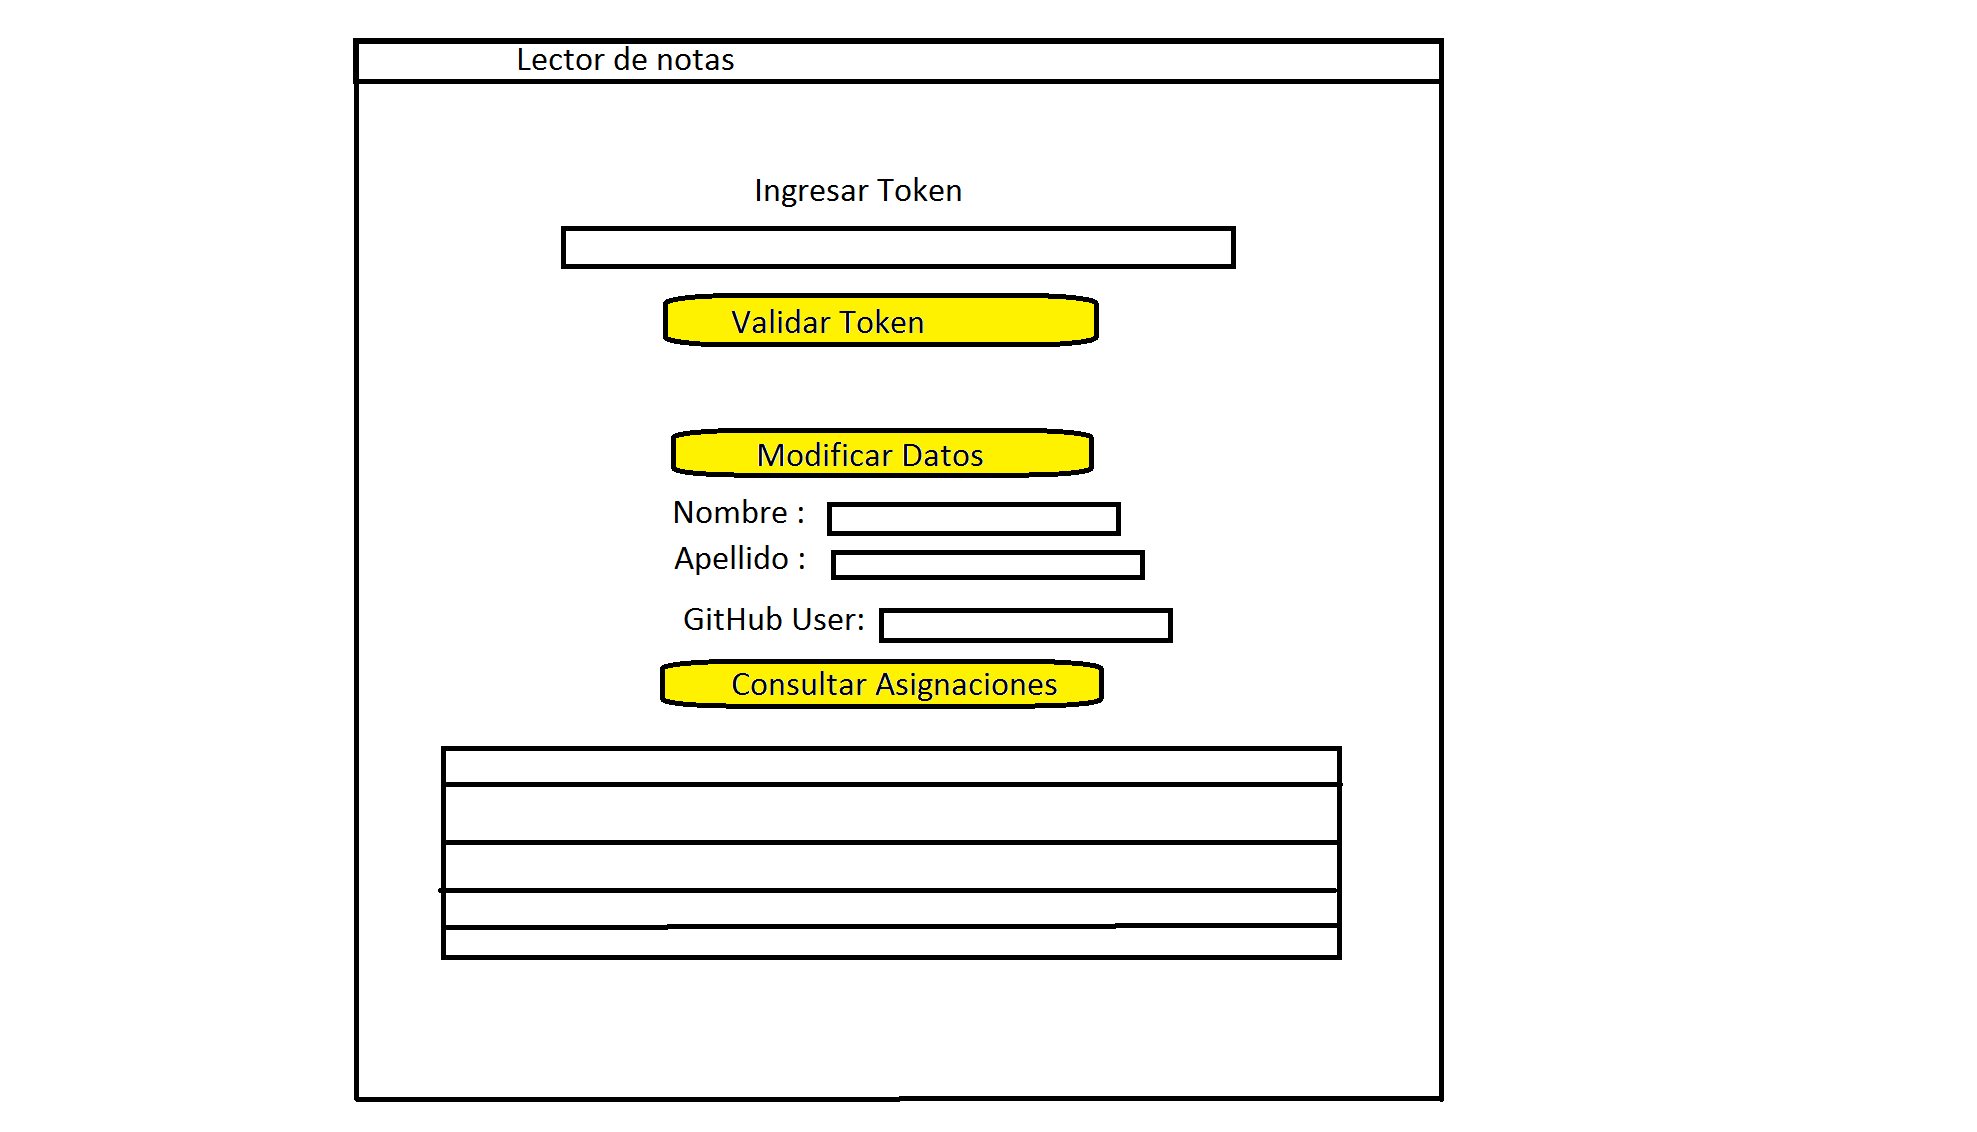 Lector de notas
Ingresar Token
Validar Token
Modificar Datos
Nombre :
Apellido :
GitHub User:
Consultar Asignaciones